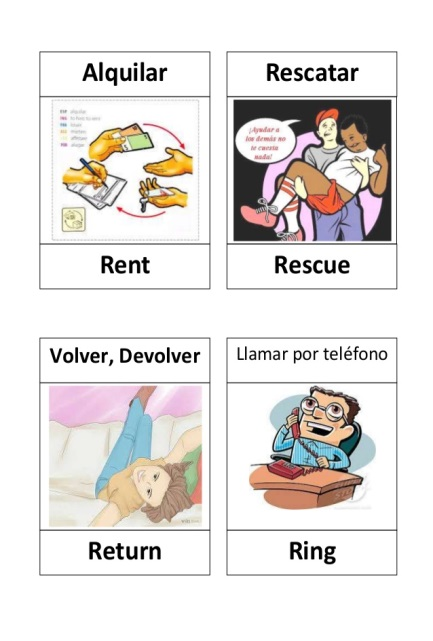 Alquilar
Rent
Rescatar
¡Ayudar a
los demás no
te cuesta
nada!
Rescue
Volver, Devolver
Return
Llamar por teléfono
Ring